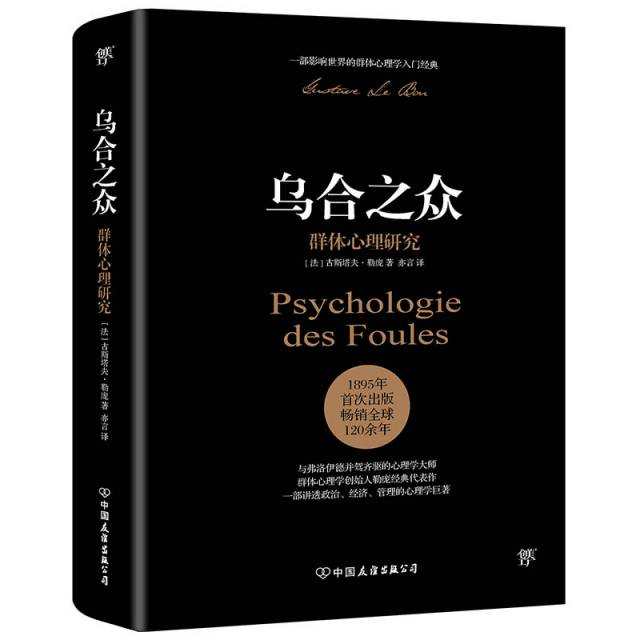 创美
乌合之众
群体心理研究
［法］古斯塔夫·勒庞 著 亦言 译
中国友谊出版公司
一部影响世界的群体心理学入门经典
Gustave Le Bon
乌合之众
群体心理研究
［法］古斯塔夫·勒庞 著 亦言 译
Psychologie
des Foules
1895年
首次出版
畅销全球
120余年
与弗洛伊德并驾齐驱的心理学大师
群体心理学创始人勒庞经典代表作
一部讲透政治、经济、管理的心理学巨著
创美
中国友谊出版公司